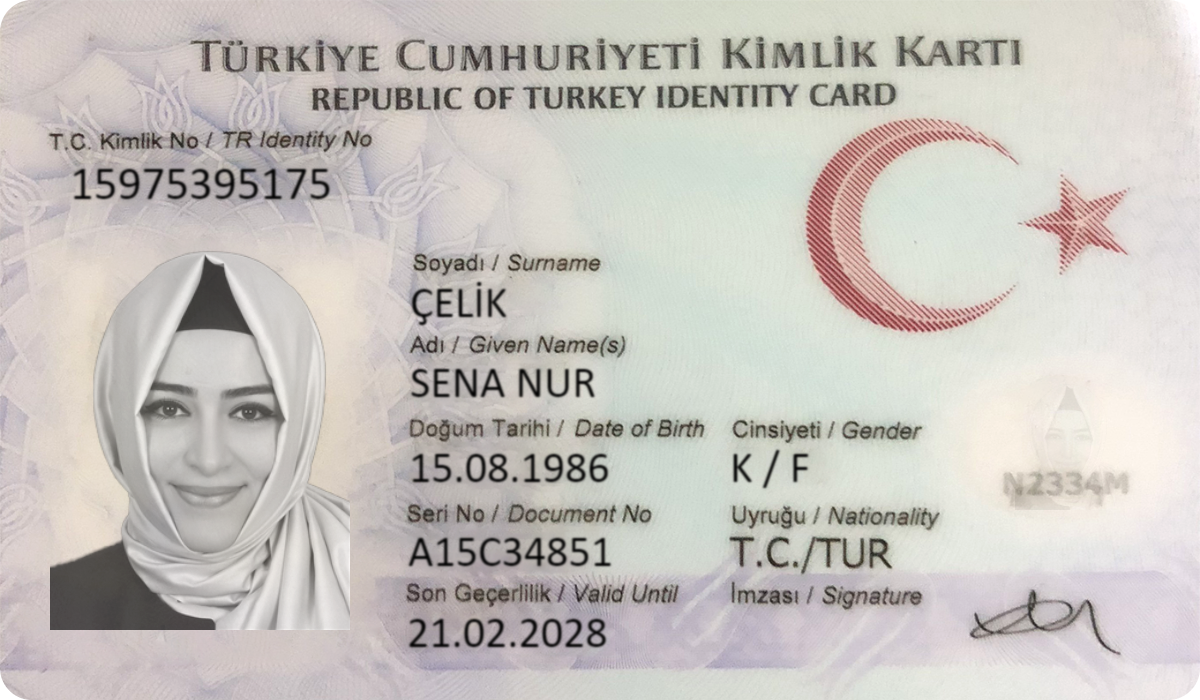 TÜRKİYE CUMHURİYETİ KİMLİK KARTI
REPUBLIC OF TURKEY IDENTITY CARD
T.C. Kimlik No / TR Identity No
15975395175
Soyadı / Surname
ÇELİK
Adı / Given Name(s)
SENA NUR
Doğum Tarihi / Date of Birth Cinsiyeti / Gender
15.08.1986 K / F
N2334M
Seri No / Document No Uyruğu / Nationality
A15C34851 T.C./TUR
Son Geçerlilik / Valid Until İmzası / Signature
21.02.2028